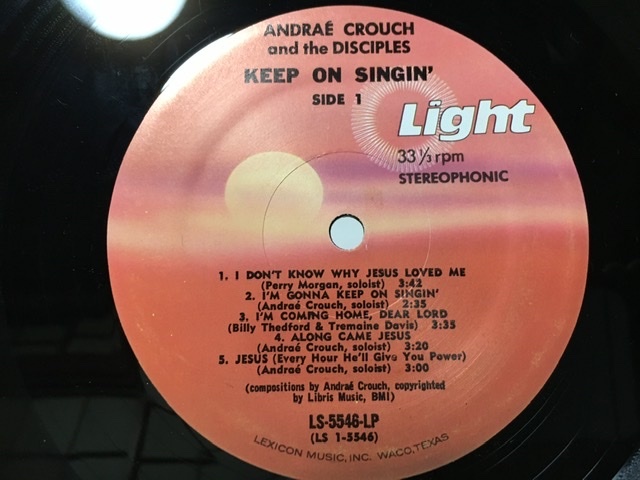 ANDRAÉ CROUCH
and the DISCIPLES
KEEP ON SINGIN'
SIDE 1
Light
33⅓ rpm
STEREOPHONIC
1. I DON'T KNOW WHY JESUS LOVED ME
(Perry Morgan, soloist) 3:42
2. I'M GONNA KEEP ON SINGIN'
(Andraé Crouch, soloist) 2:35
3. I'M COMING HOME, DEAR LORD
(Billy Thedford & Tremaine Davis) 3:35
4. ALONG CAME JESUS
(Andraé Crouch, soloist) 3:20
5. JESUS (Every Hour He'll Give You Power)
(Andraé Crouch, soloist) 3:00
(compositions by Andraé Crouch, copyrighted
by Libris Music, BMI)
LS-5546-LP
(LS 1-5546)
LEXICON MUSIC, INC. WACO, TEXAS